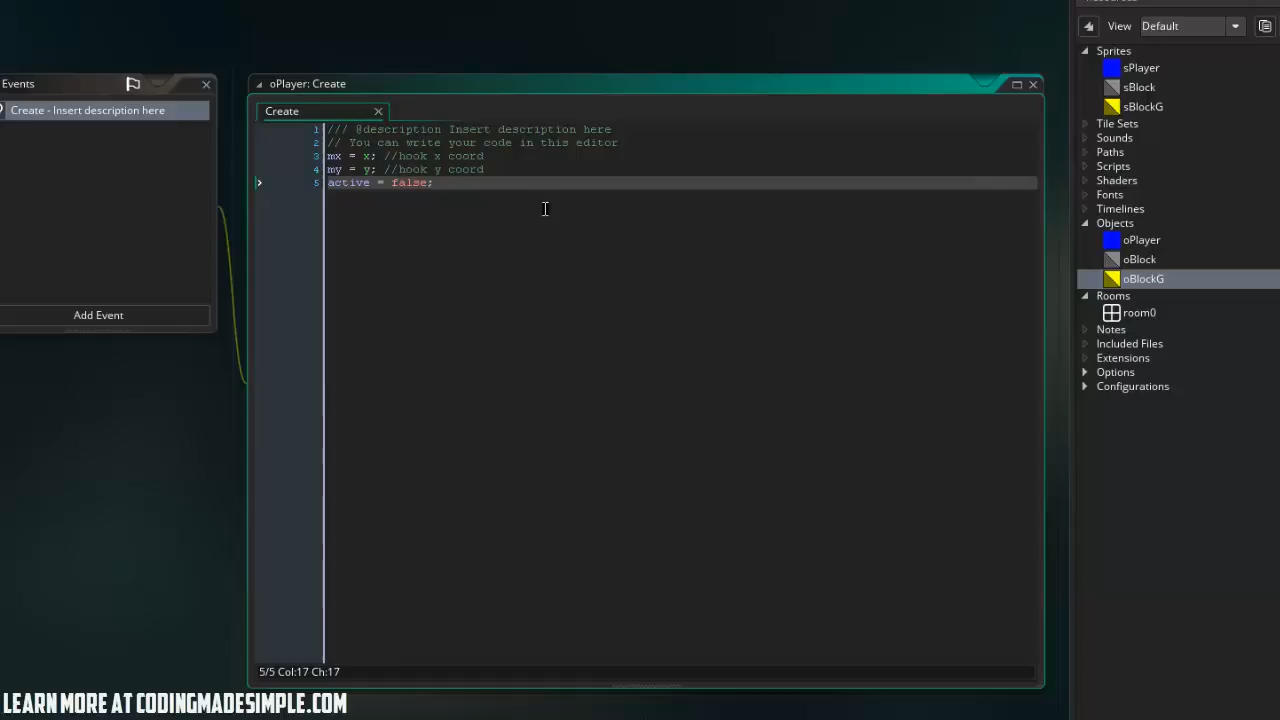 View Default
Events
oPlayer: Create
Create - Insert description here
Create
1 /// @description Insert description here
2 // You can write your code in this editor
3 mx = x; //hook x coord
4 my = y; //hook y coord
5 active = false;
Add Event
5/5 Col:17 Ch:17
Sprites
sPlayer
sBlock
sBlockG
Tile Sets
Sounds
Paths
Scripts
Shaders
Fonts
Timelines
Objects
oPlayer
oBlock
oBlockG
Rooms
room0
Notes
Included Files
Extensions
Options
Configurations
LEARN MORE AT CODINGMADESIMPLE.COM